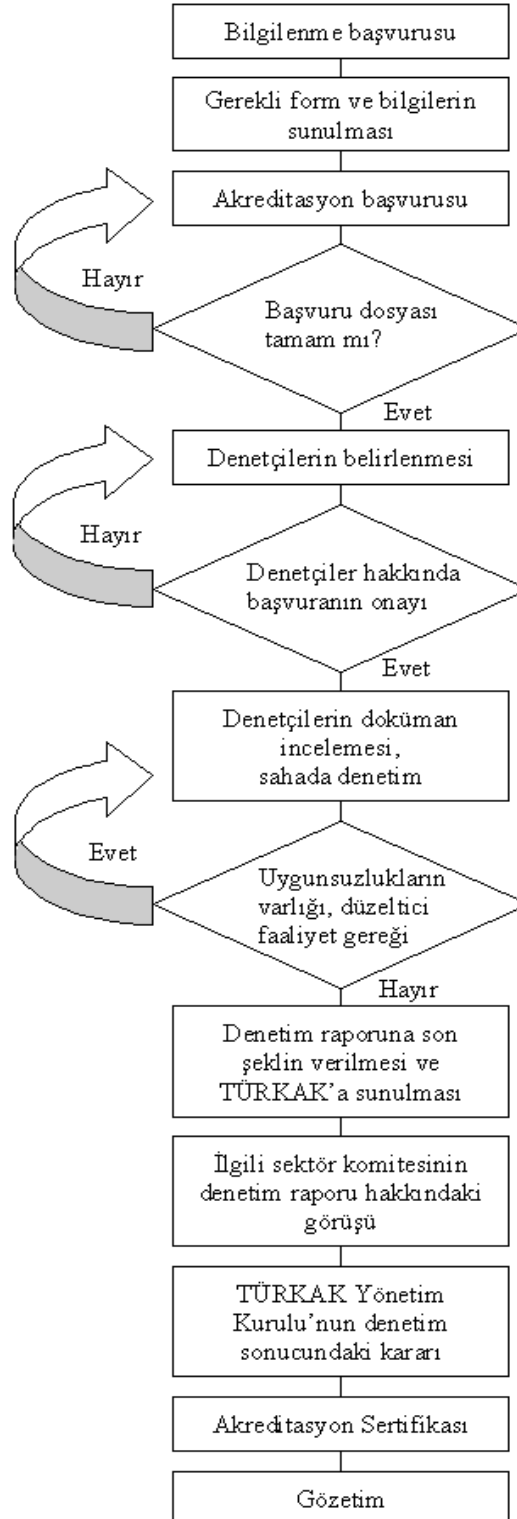 Bilgilenme başvurusu
Gerekli form ve bilgilerin
sunulması
Akreditasyon başvurusu
Hayır
Başvuru dosyası
tamam mı?
Evet
Denetçilerin belirlenmesi
Hayır
Denetçiler hakkında
başvuranın onayı
Evet
Denetçilerin doküman
incelemesi,
sahada denetim
Evet
Uygunsuzlukların
varlığı, düzeltici
faaliyet gereği
Hayır
Denetim raporuna son
şeklin verilmesi ve
TÜRKAK’a sunulması
İlgili sektör komitesinin
denetim raporu hakkındaki
görüşü
TÜRKAK Yönetim
Kurulu’nun denetim
sonucundaki kararı
Akreditasyon Sertifikası
Gözetim